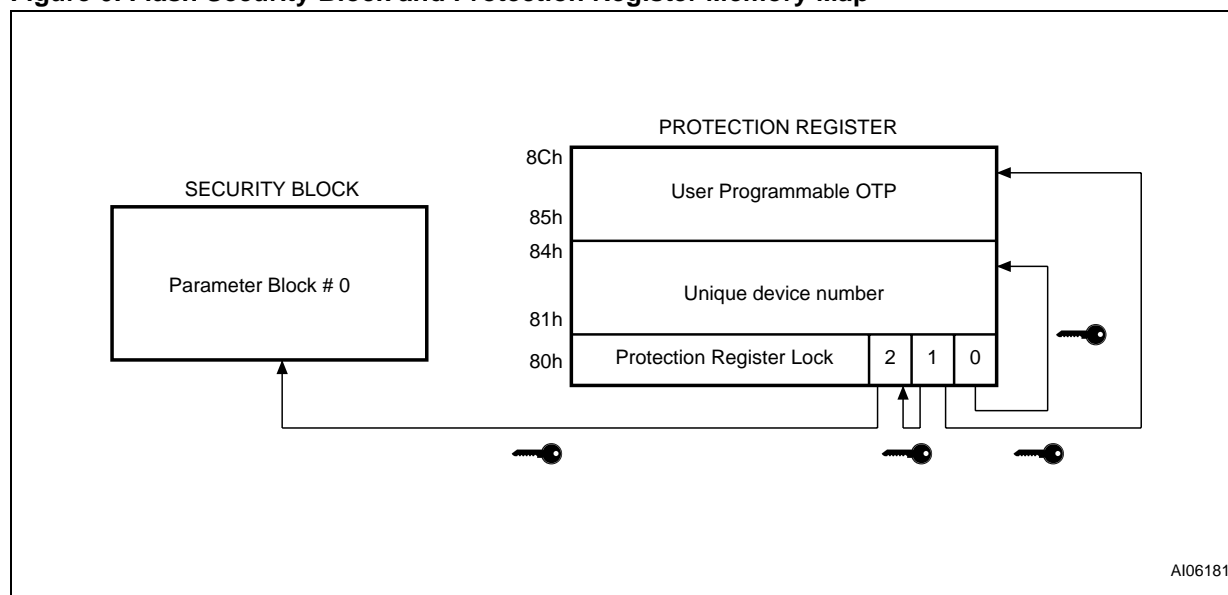 Figure 6. Flash Security Block and Protection Register Memory Map
PROTECTION REGISTER
8Ch
User Programmable OTP
SECURITY BLOCK
85h
84h
Parameter Block # 0
Unique device number
81h
80h
Protection Register Lock
2
1
0
AI06181